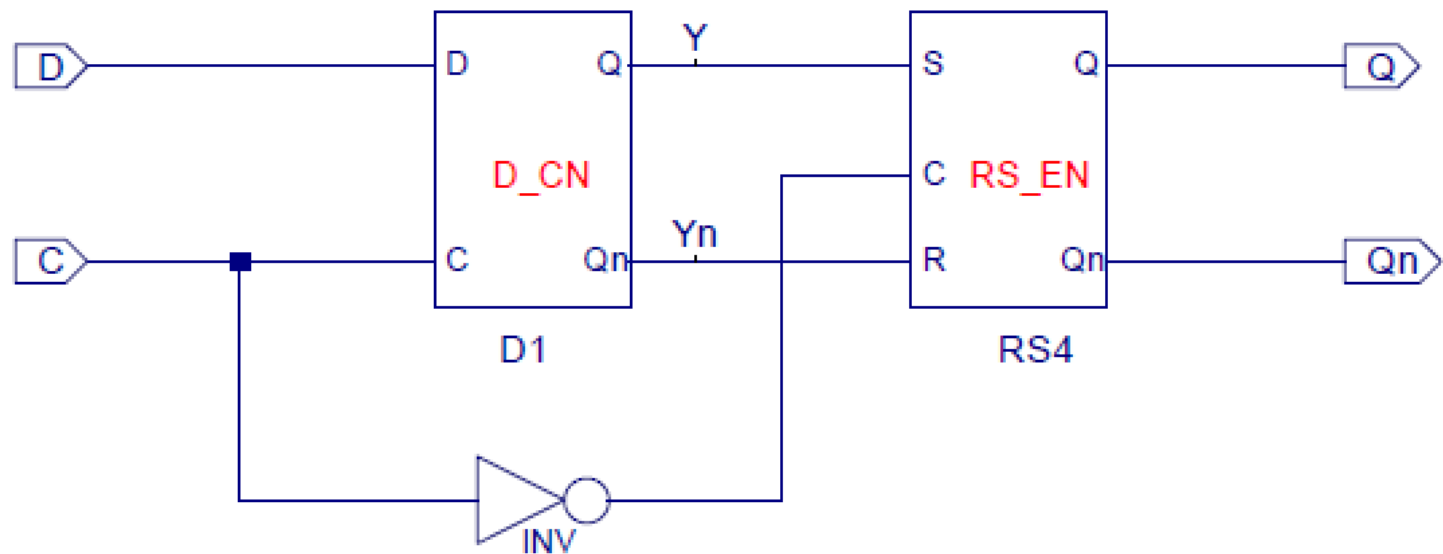 Y
D D Q S Q Q
D_CN C RS_EN
Yn
C C Qn R Qn Qn
D1 RS4
INV